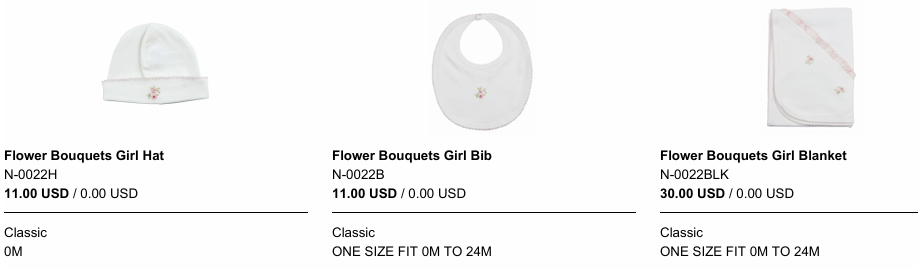 Flower Bouquets Girl Hat
N-0022H
11.00 USD / 0.00 USD
Classic
0M
Flower Bouquets Girl Bib
N-0022B
11.00 USD / 0.00 USD
Classic
ONE SIZE FIT 0M TO 24M
Flower Bouquets Girl Blanket
N-0022BLK
30.00 USD / 0.00 USD
Classic
ONE SIZE FIT 0M TO 24M